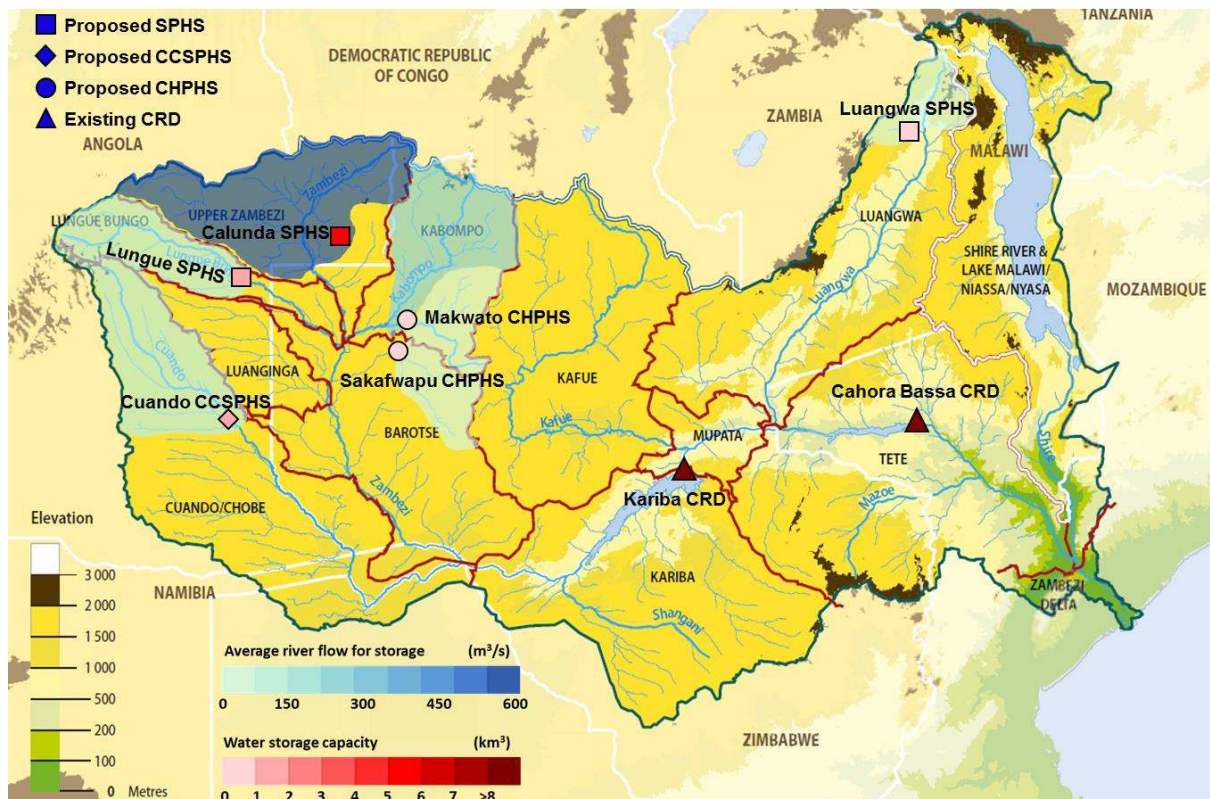 Proposed SPHS
Proposed CCSPHS
Proposed CHPHS
Existing CRD
TANZANIA
DEMOCRATIC REPUBLIC
OF CONGO
ANGOLA
ZAMBIA
Luangwa SPHS
MALAWI
LUNGUE BUNGO
UPPER ZAMBEZI
Zambezi
Calunda SPHS
KABOMPO
Kabompo
LUANGWA
Luangwa
SHIRE RIVER &
LAKE MALAWI/
NIASSA/NYASA
MOZAMBIQUE
Lungue SPHS
Makwato CHPHS
Sakafwapu CHPHS
Cuando
LUANGINGA
Cuando CCSPHS
KAFUE
Kafue
BAROTSE
Cahora Bassa CRD
MUPATA
TETE
Shire
Kariba CRD
Mazoe
CUANDO/CHOBE
Zambezi
KARIBA
Shangani
ZAMBEZI
DELTA
NAMIBIA
ZIMBABWE
Elevation
3 000
2 000
1 500
1 000
500
200
100
0 Metres
Average river flow for storage (m³/s)
0 150 300 450 600
Water storage capacity (km³)
0 1 2 3 4 5 6 7 >8